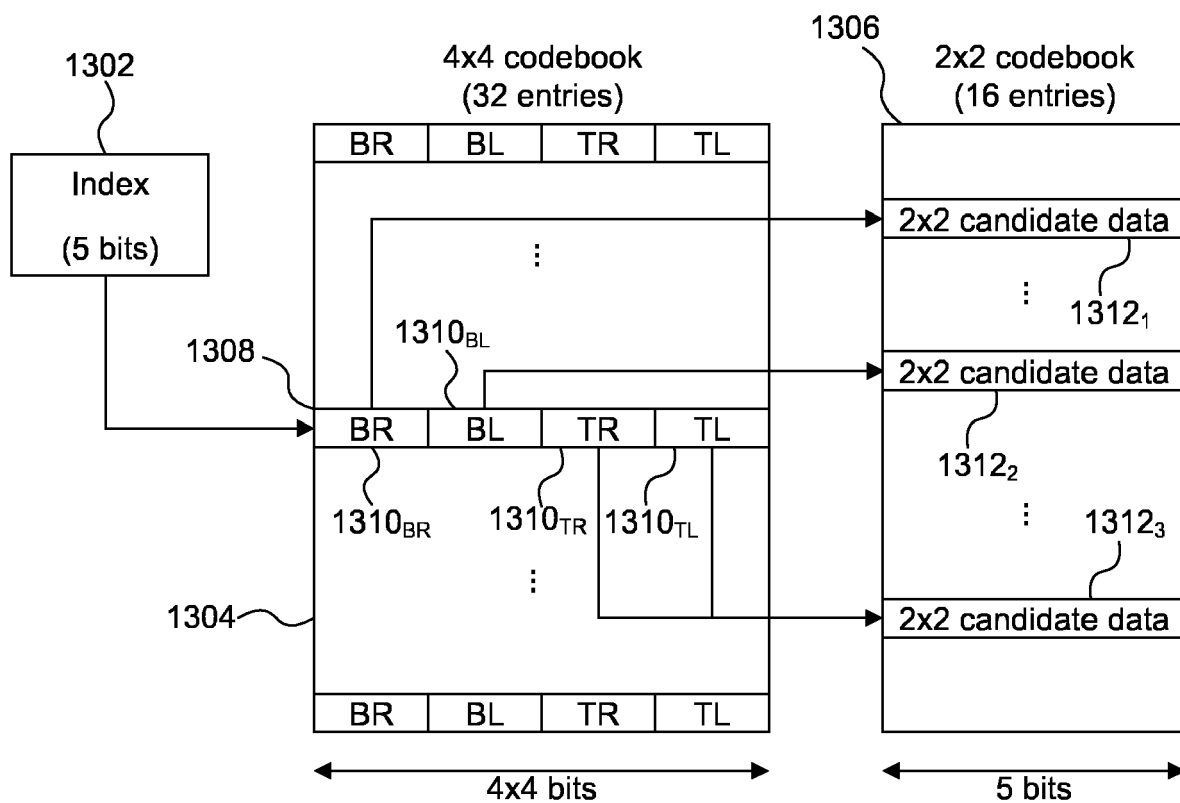 1302
4x4 codebook
(32 entries)
1306
2x2 codebook
(16 entries)
BR BL TR TL
Index
(5 bits)
2x2 candidate data
⋮
⋮
1312₁
1310BL
1308
2x2 candidate data
BR BL TR TL
1312₂
1310BR
1310TR
1310TL
⋮
1312₃
⋮
1304
2x2 candidate data
BR BL TR TL
4x4 bits
5 bits